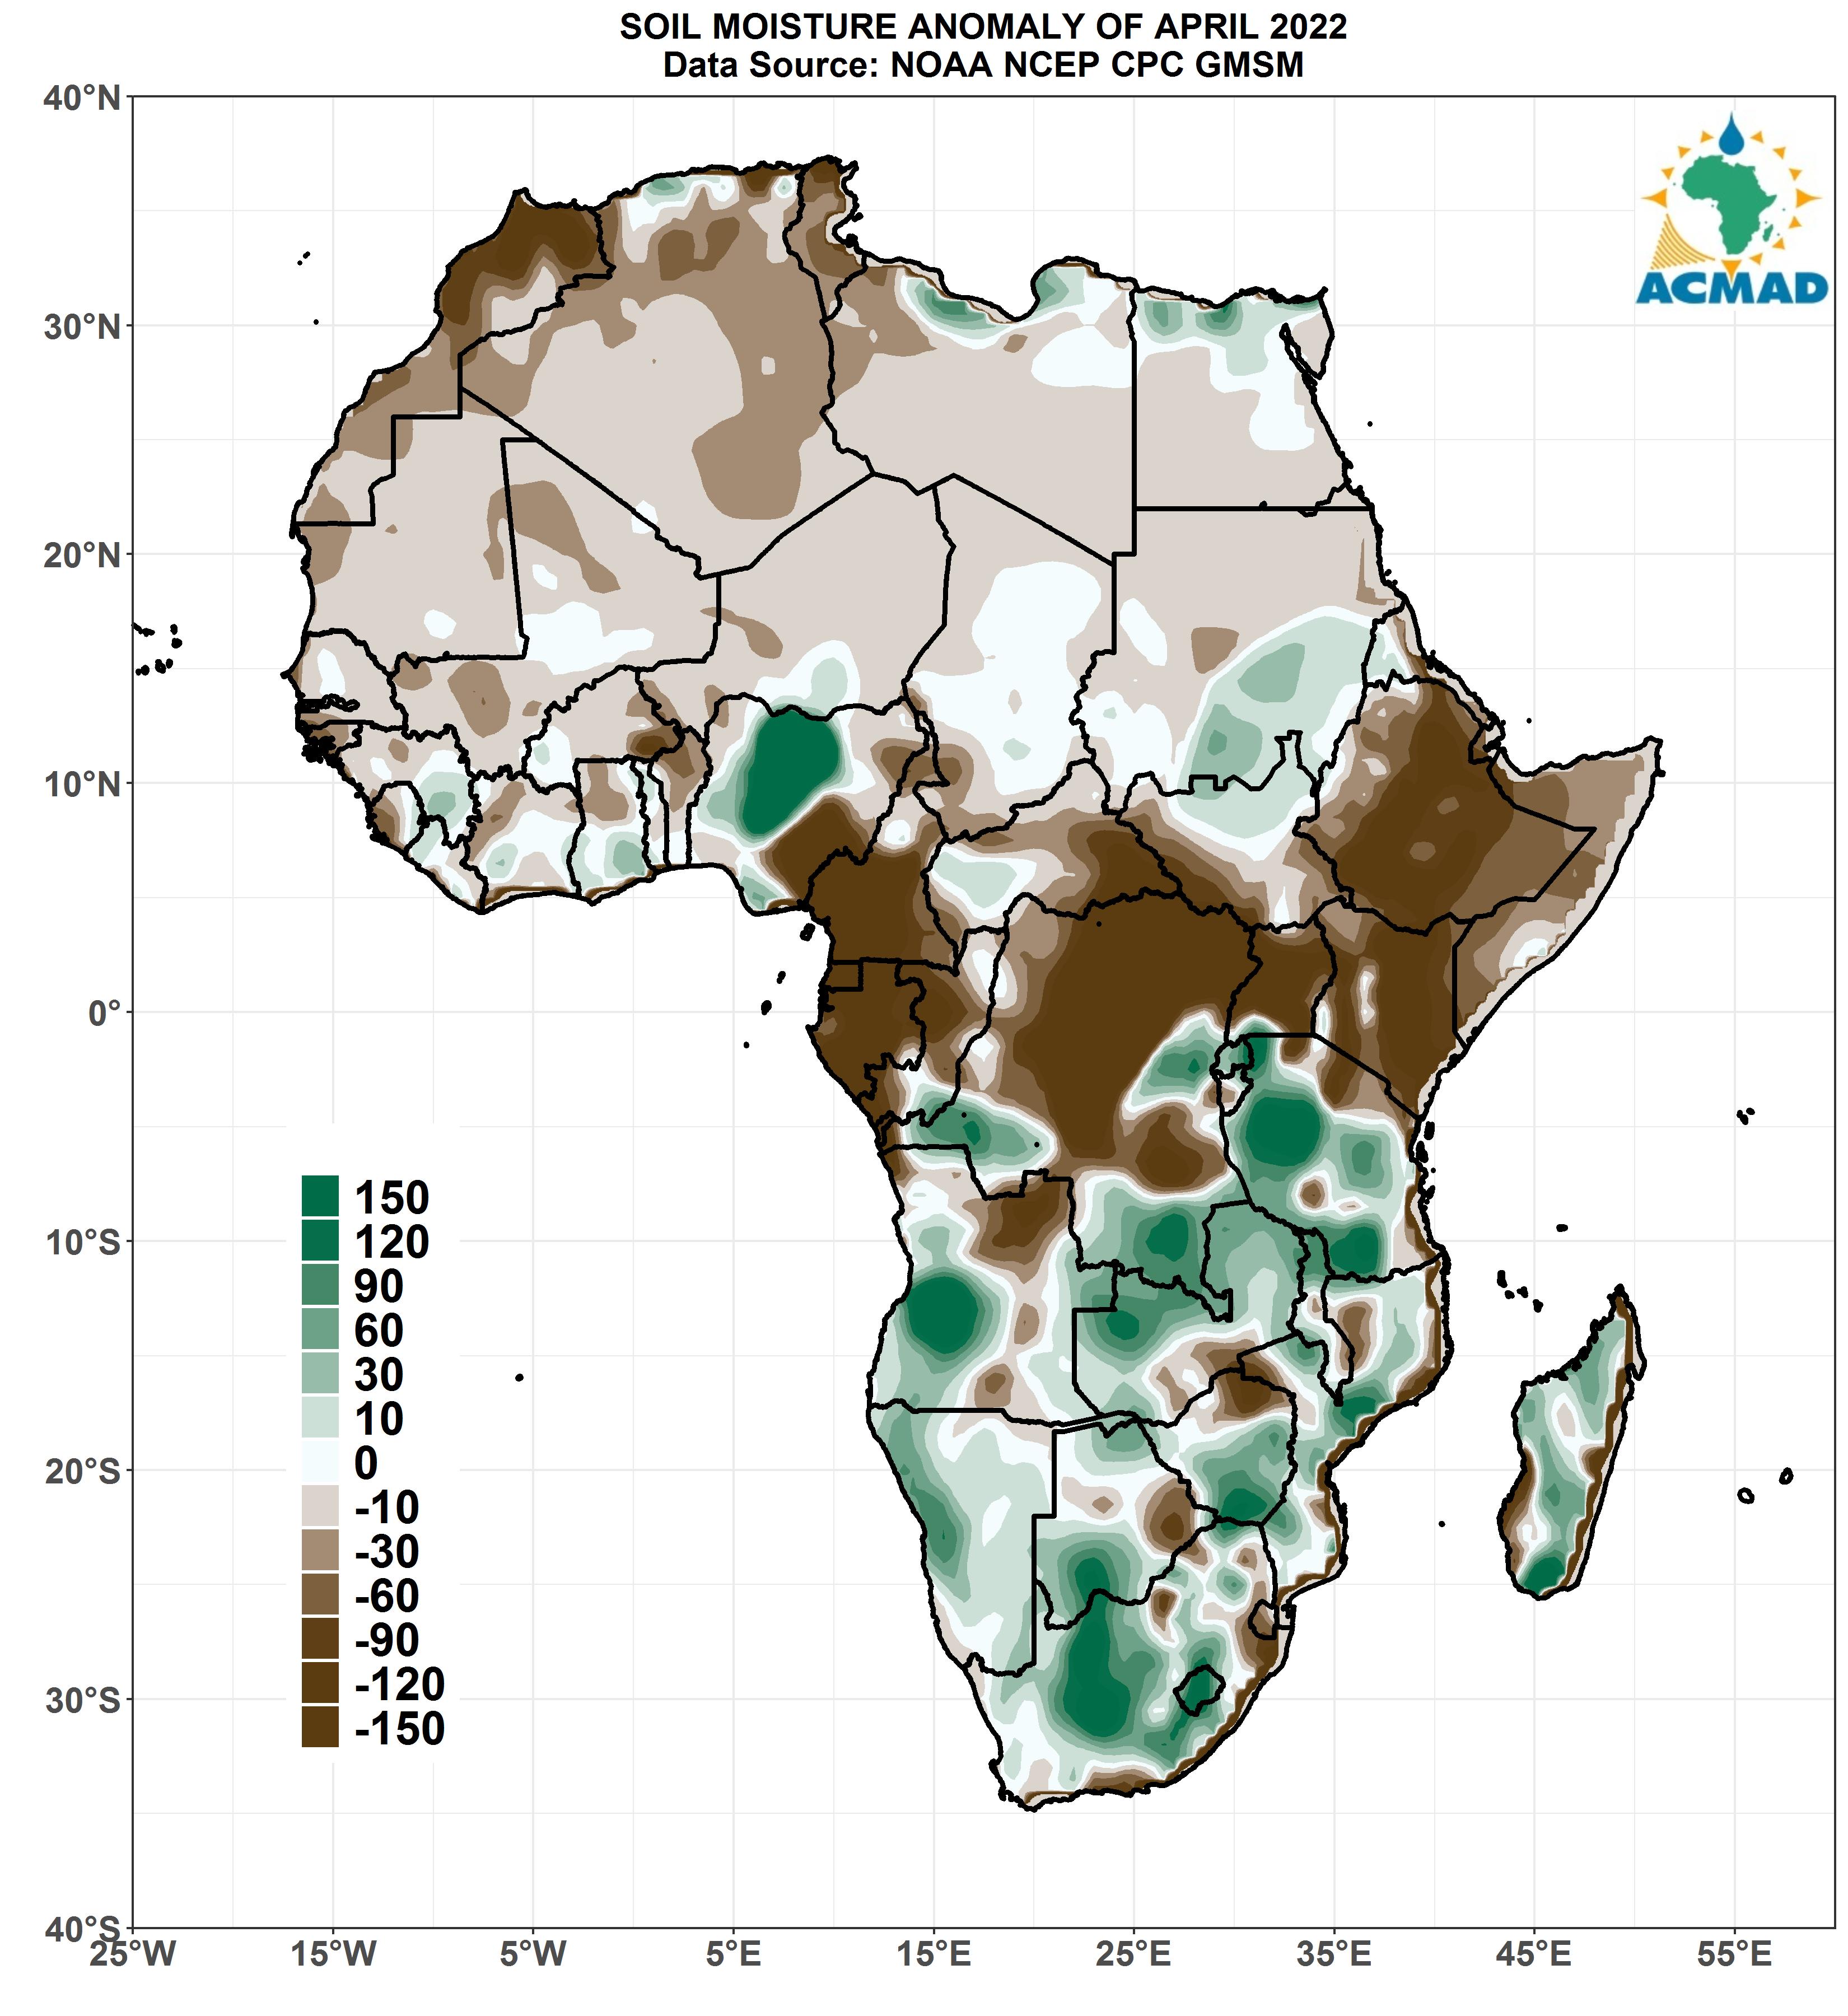 SOIL MOISTURE ANOMALY OF APRIL 2022
Data Source: NOAA NCEP CPC GMSM
ACMAD
40°N
30°N
20°N
10°N
0°
10°S
20°S
30°S
40°S
150
120
90
60
30
10
0
-10
-30
-60
-90
-120
-150
25°W 15°W 5°W 5°E 15°E 25°E 35°E 45°E 55°E